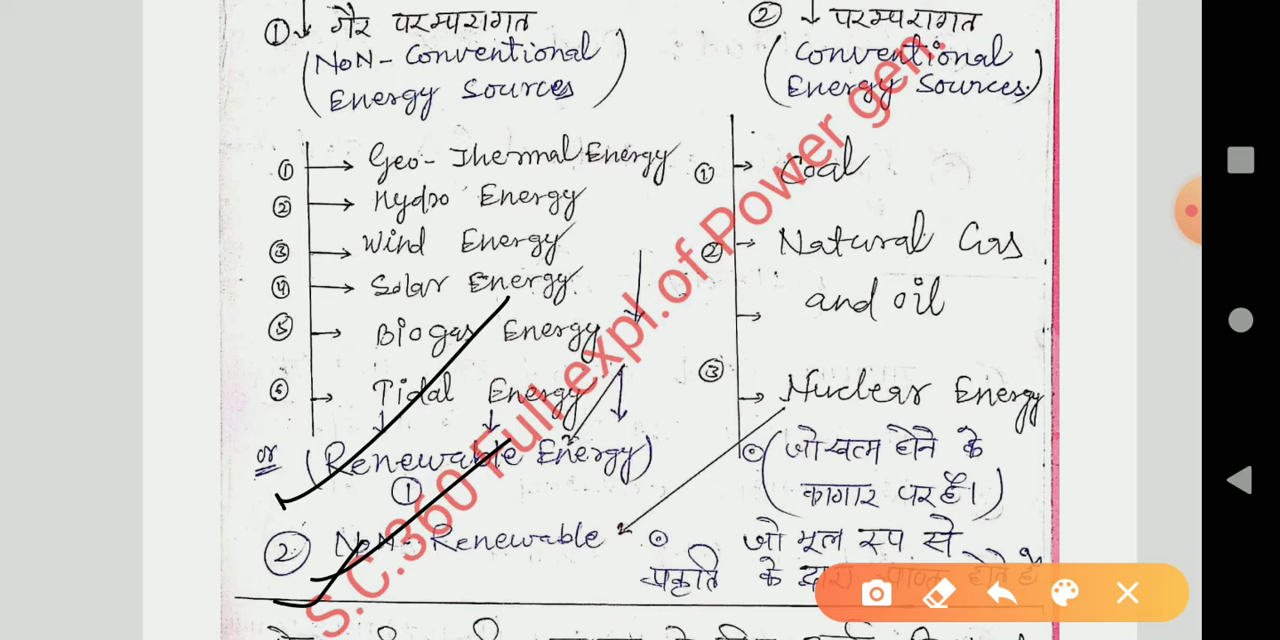 ① ↓ गैर परम्परागत
(NoN-Conventional
Energy Sources)
① → Geo-Thermal Energy
② → Hydro Energy
③ → Wind Energy
④ → Solar Energy.
⑤ → Biogas Energy
⑥ → Tidal Energy
or (Renewable Energy)
①
② NoN-Renewable
② ↓ परम्परागत
(Conventional
Energy Sources.)
① → Coal
② → Natural Gas
→ and oil
③ → Nuclear Energy
⊙ (जो खत्म होने के
कागार पर है।)
⊙ जो मूल रूप से
प्रकृति के द्वारा प्राप्त होते है
S.C.360 Full expl.of Power gen.